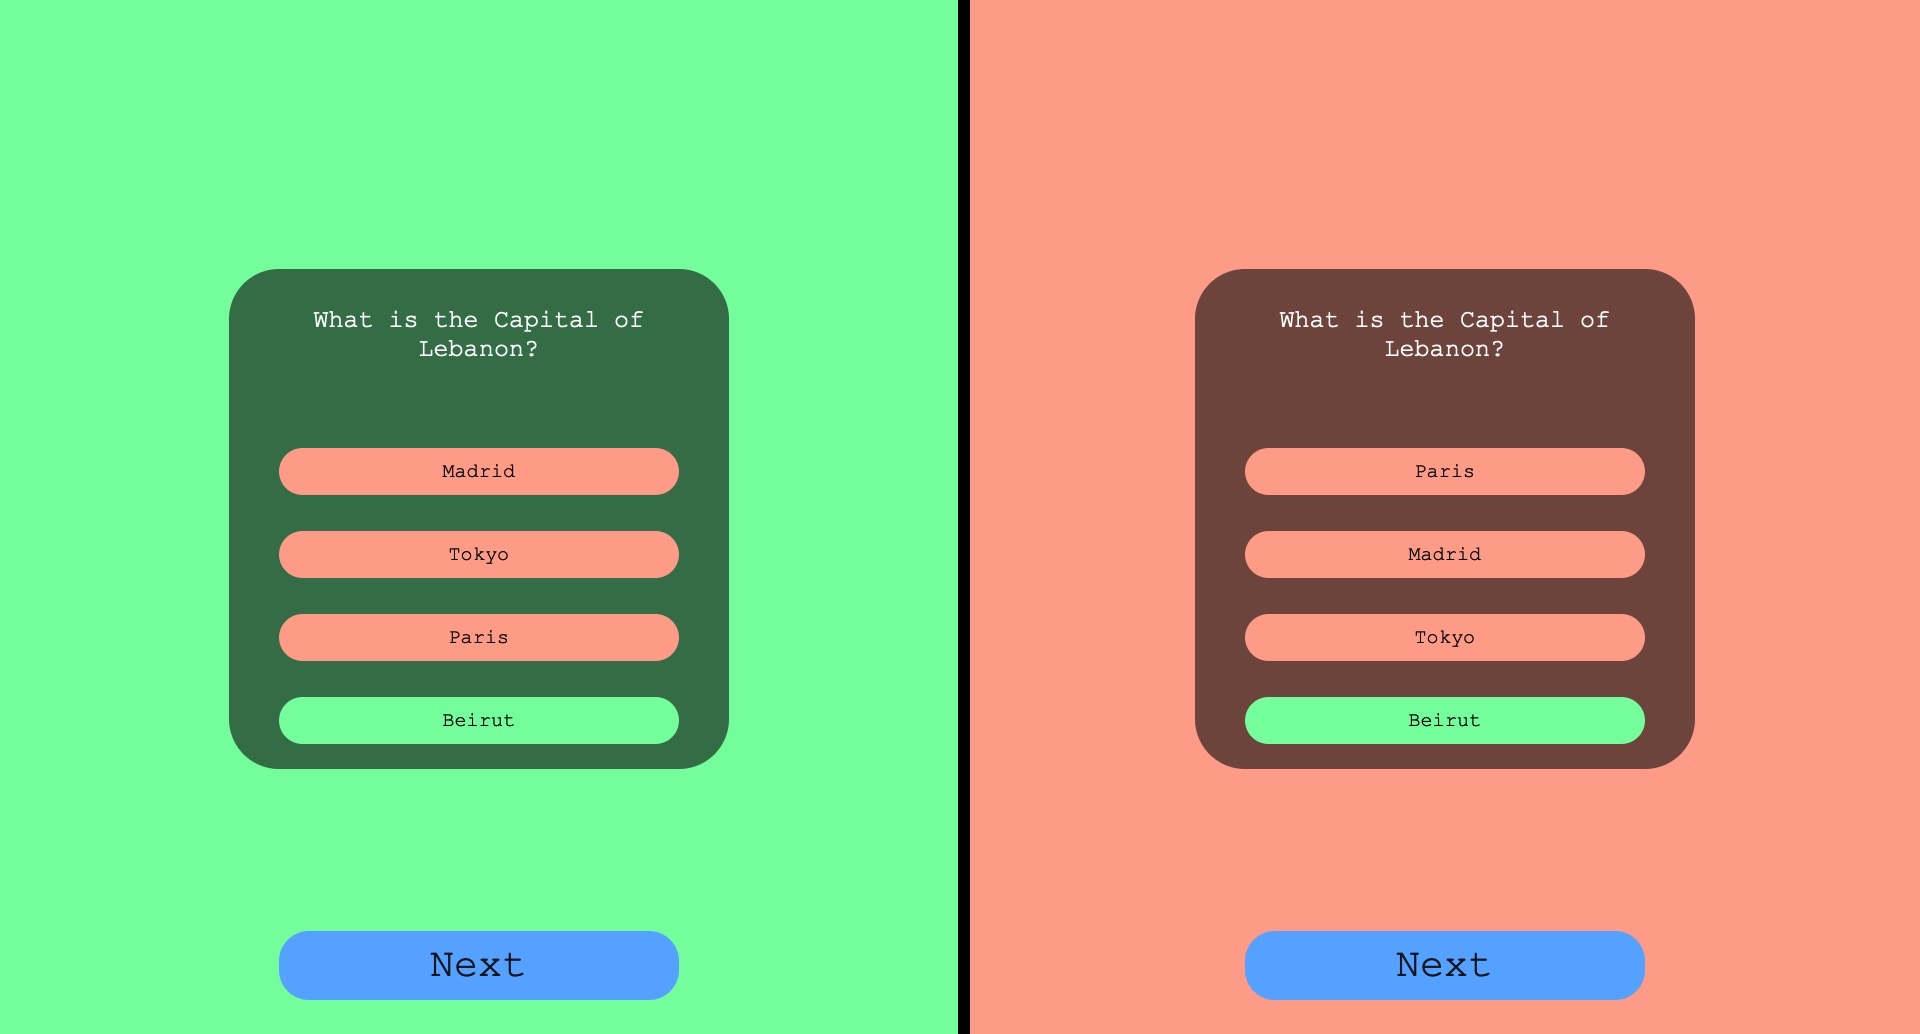 What is the Capital of
Lebanon?
Madrid
Tokyo
Paris
Beirut
Next
What is the Capital of
Lebanon?
Paris
Madrid
Tokyo
Beirut
Next